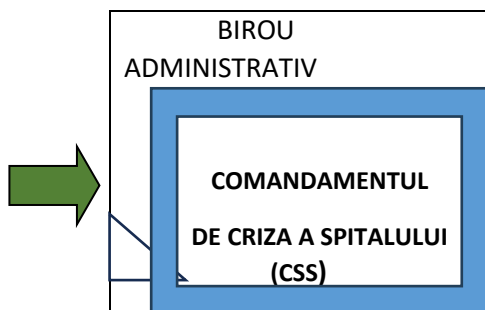 BIROU
ADMINISTRATIV
COMANDAMENTUL
DE CRIZA A SPITALULUI
(CSS)